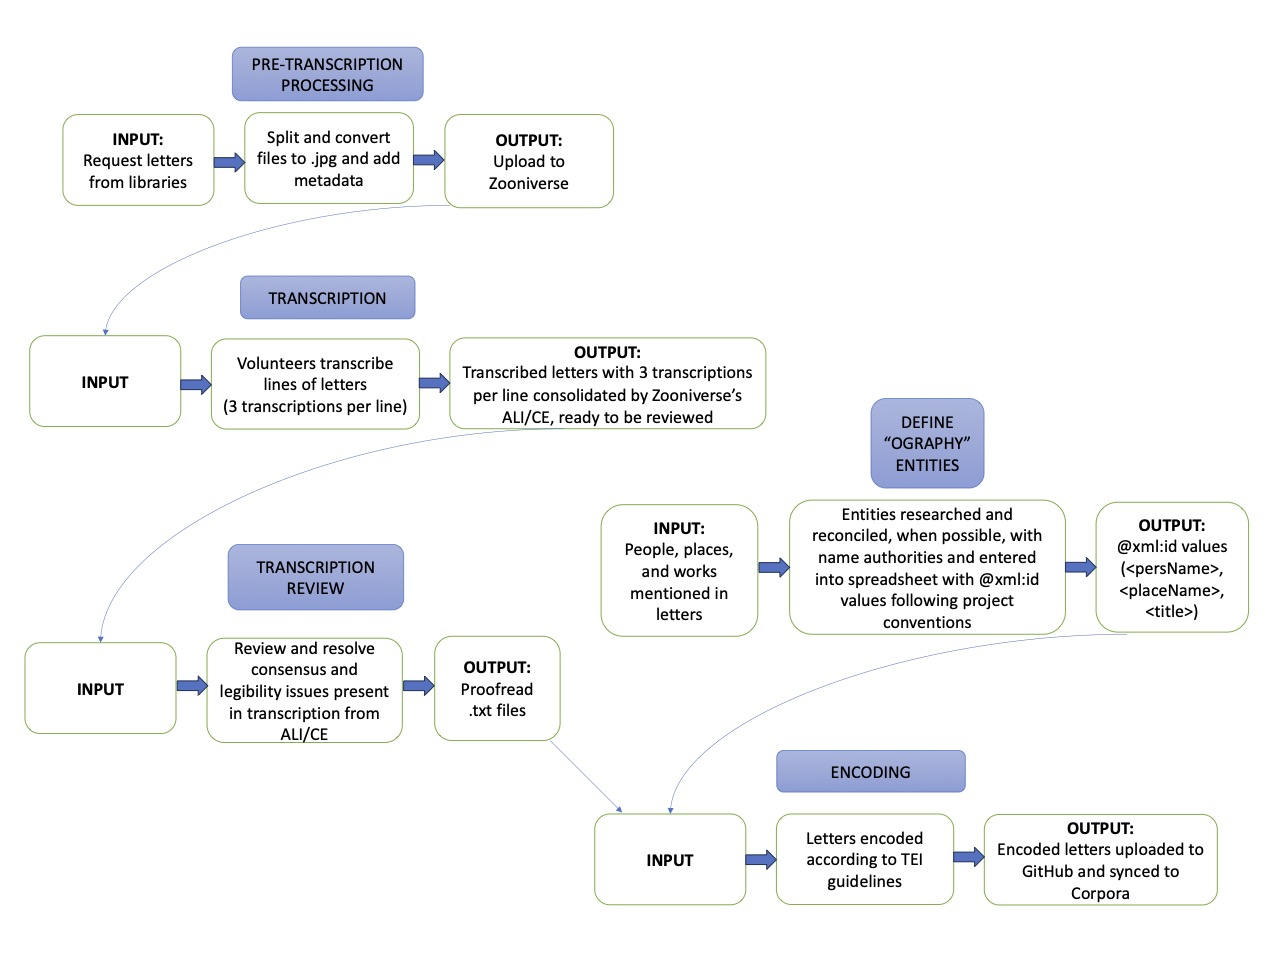 PRE-TRANSCRIPTION
PROCESSING
INPUT:
Request letters
from libraries
Split and convert
files to .jpg and add
metadata
OUTPUT:
Upload to
Zooniverse
TRANSCRIPTION
INPUT
Volunteers transcribe
lines of letters
(3 transcriptions per line)
OUTPUT:
Transcribed letters with 3 transcriptions
per line consolidated by Zooniverse’s
ALI/CE, ready to be reviewed
DEFINE
“OGRAPHY”
ENTITIES
INPUT:
People, places,
and works
mentioned in
letters
Entities researched and
reconciled, when possible, with
name authorities and entered
into spreadsheet with @xml:id
values following project
conventions
OUTPUT:
@xml:id values
(<persName>,
<placeName>,
<title>)
TRANSCRIPTION
REVIEW
INPUT
Review and resolve
consensus and
legibility issues present
in transcription from
ALI/CE
OUTPUT:
Proofread
.txt files
ENCODING
INPUT
Letters encoded
according to TEI
guidelines
OUTPUT:
Encoded letters uploaded to
GitHub and synced to
Corpora